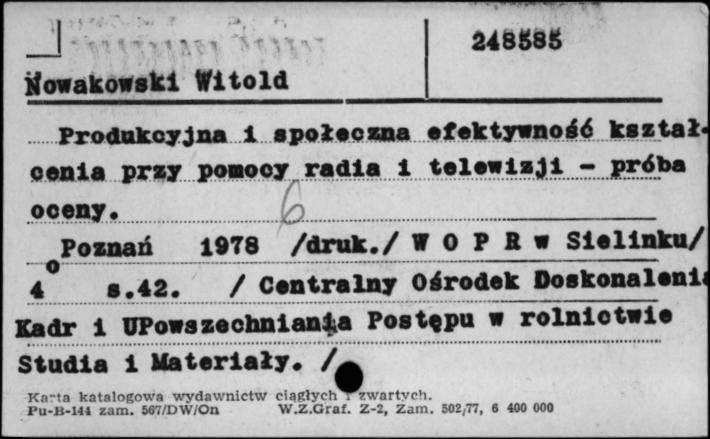 248585
Nowakowski Witold
Produkcyjna i społeczna efektywność kształ-
cenia przy pomocy radia i telewizji - próba
oceny.
6
Poznań 1978 /druk./ W O P R w Sielinku/
4° s.42. / Centralny Ośrodek Doskonalenia
Kadr i UPowszechniania Postępu w rolnictwie
Studia i Materiały. /
Karta katalogowa wydawnictw ciągłych i zwartych.
Pu-B-144 zam. 567/DW/On W.Z.Graf. Z-2, Zam. 502/77, 6 400 000